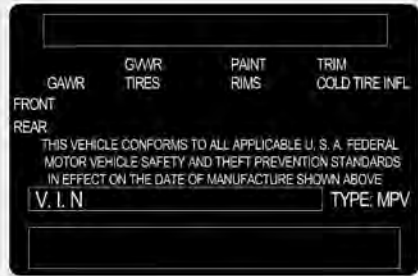 GVWR PAINT TRIM
GAWR TIRES RIMS COLD TIRE INFL
FRONT
REAR
THIS VEHICLE CONFORMS TO ALL APPLICABLE U. S. A. FEDERAL
MOTOR VEHICLE SAFETY AND THEFT PREVENTION STANDARDS
IN EFFECT ON THE DATE OF MANUFACTURE SHOWN ABOVE
V. I. N. TYPE: MPV